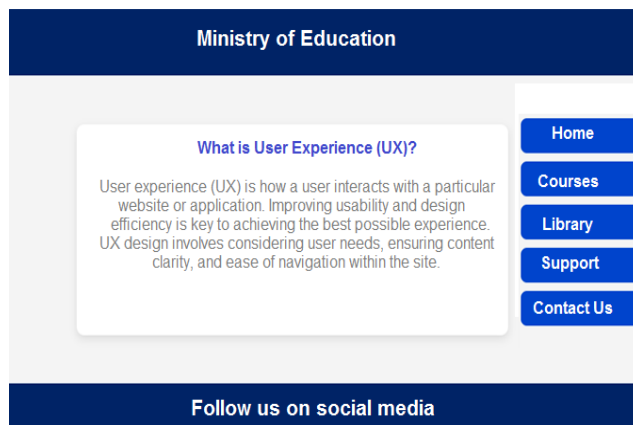 Ministry of Education
What is User Experience (UX)?
User experience (UX) is how a user interacts with a particular
website or application. Improving usability and design
efficiency is key to achieving the best possible experience.
UX design involves considering user needs, ensuring content
clarity, and ease of navigation within the site.
Home
Courses
Library
Support
Contact Us
Follow us on social media